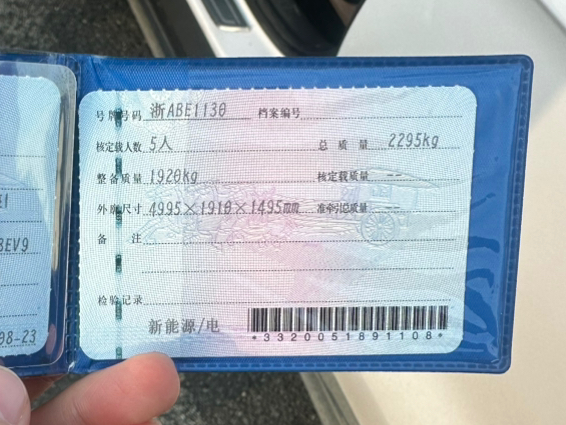 号牌号码 浙ABE1130 档案编号
核定载人数 5人 总质量 2295kg
整备质量 1920kg 核定载质量 --
外廓尺寸 4995×1910×1495mm 准牵引总质量 --
备注
检验记录
新能源/电
*3320051891108*
BEV9
08-23